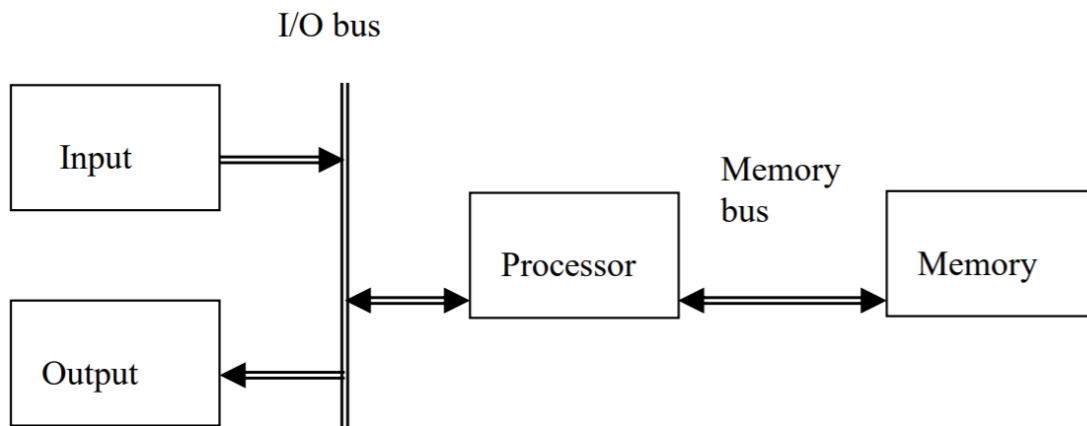 I/O bus
Input
Memory
bus
Processor
Memory
Output